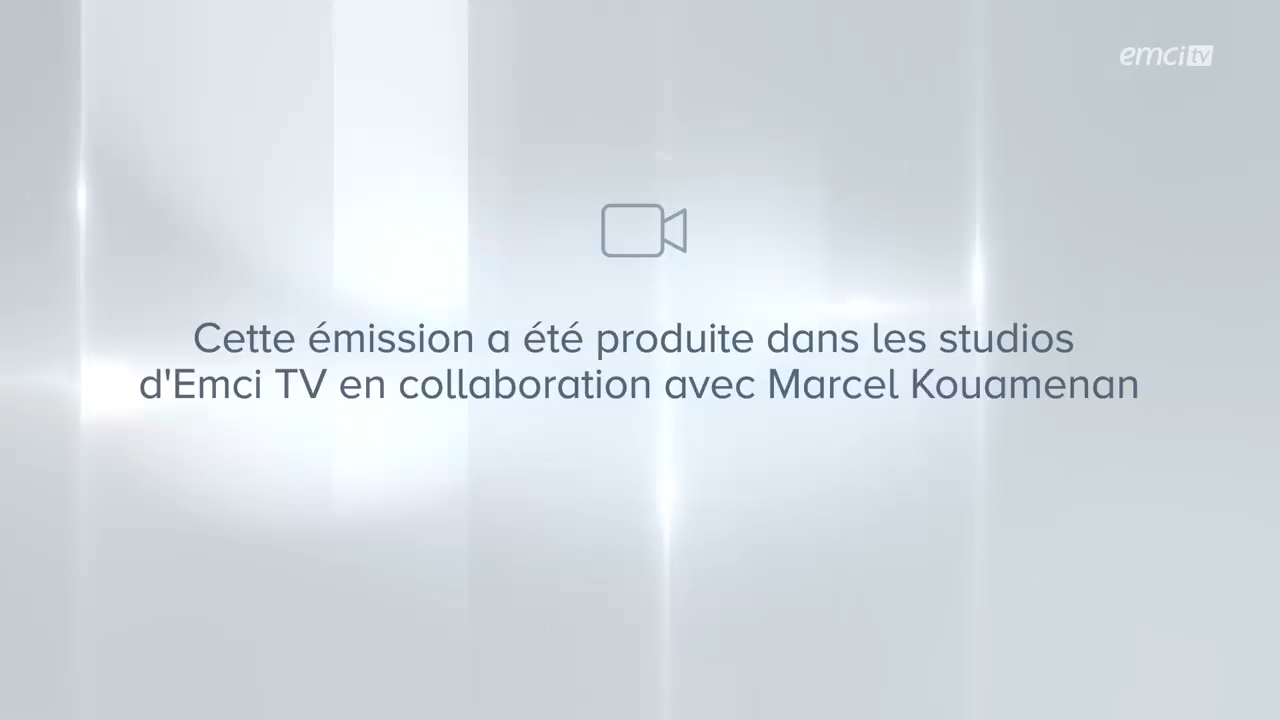 emci tv
Cette émission a été produite dans les studios
d'Emci TV en collaboration avec Marcel Kouamenan